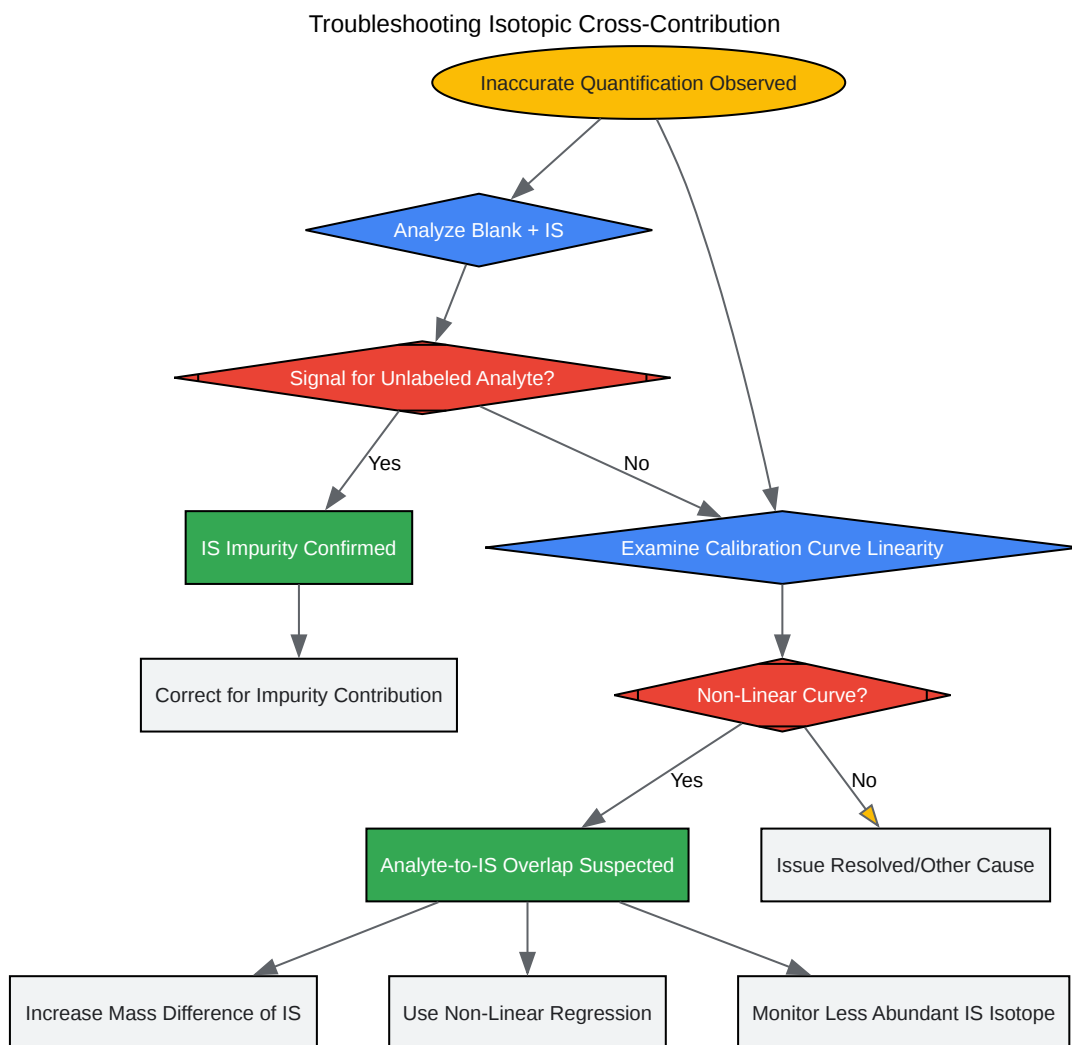 Troubleshooting Isotopic Cross-Contribution
Inaccurate Quantification Observed
Analyze Blank + IS
Signal for Unlabeled Analyte?
Yes
No
IS Impurity Confirmed
Examine Calibration Curve Linearity
Correct for Impurity Contribution
Non-Linear Curve?
Yes
No
Analyte-to-IS Overlap Suspected
Issue Resolved/Other Cause
Increase Mass Difference of IS
Use Non-Linear Regression
Monitor Less Abundant IS Isotope